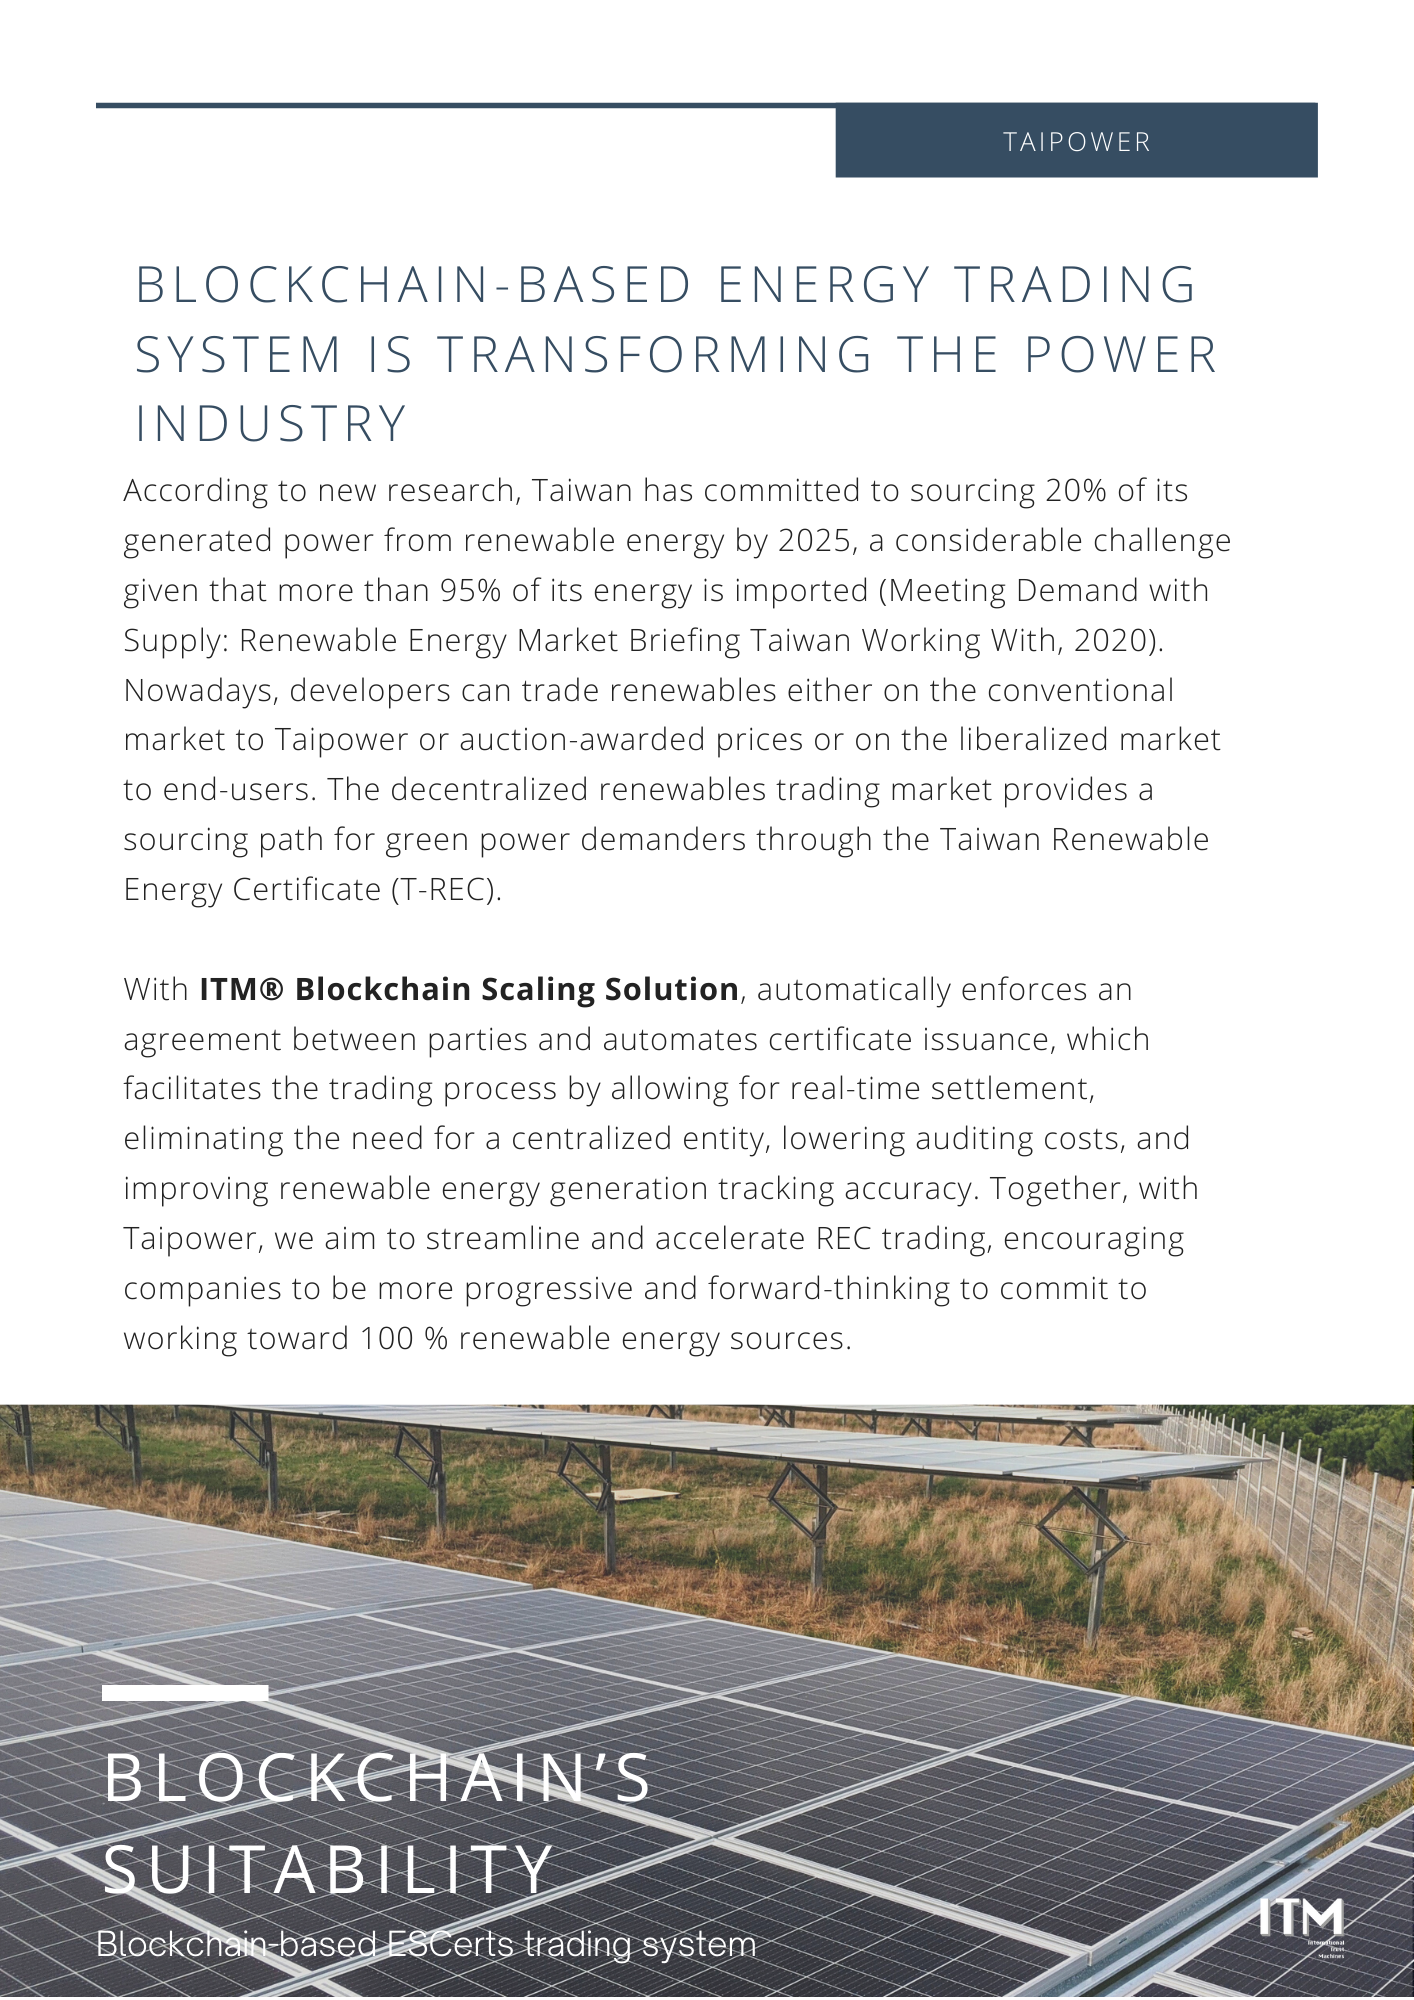 TAIPOWER
BLOCKCHAIN-BASED ENERGY TRADING
SYSTEM IS TRANSFORMING THE POWER
INDUSTRY
According to new research, Taiwan has committed to sourcing 20% of its
generated power from renewable energy by 2025, a considerable challenge
given that more than 95% of its energy is imported (Meeting Demand with
Supply: Renewable Energy Market Briefing Taiwan Working With, 2020).
Nowadays, developers can trade renewables either on the conventional
market to Taipower or auction-awarded prices or on the liberalized market
to end-users. The decentralized renewables trading market provides a
sourcing path for green power demanders through the Taiwan Renewable
Energy Certificate (T-REC).
With ITM® Blockchain Scaling Solution, automatically enforces an
agreement between parties and automates certificate issuance, which
facilitates the trading process by allowing for real-time settlement,
eliminating the need for a centralized entity, lowering auditing costs, and
improving renewable energy generation tracking accuracy. Together, with
Taipower, we aim to streamline and accelerate REC trading, encouraging
companies to be more progressive and forward-thinking to commit to
working toward 100 % renewable energy sources.
BLOCKCHAIN’S
SUITABILITY
Blockchain-based ESCerts trading system
ITM
International
Trust
Machines